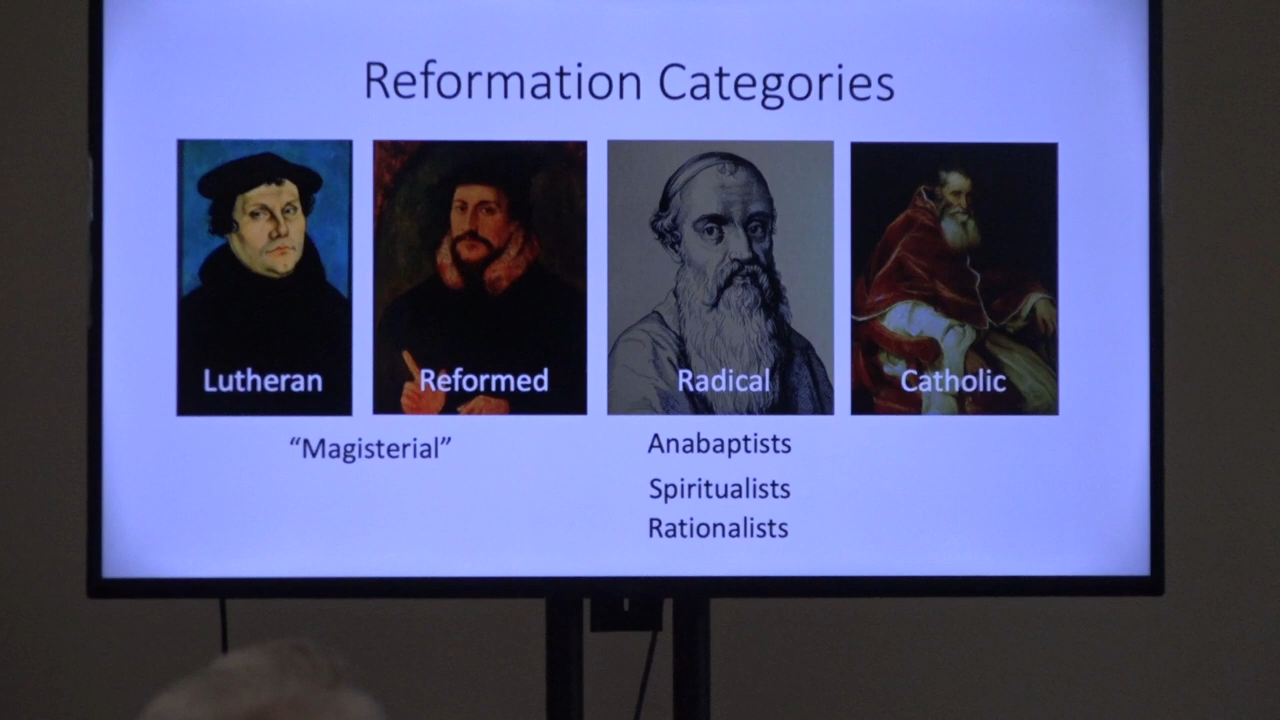 Reformation Categories
Lutheran
Reformed
Radical
Catholic
“Magisterial”
Anabaptists
Spiritualists
Rationalists